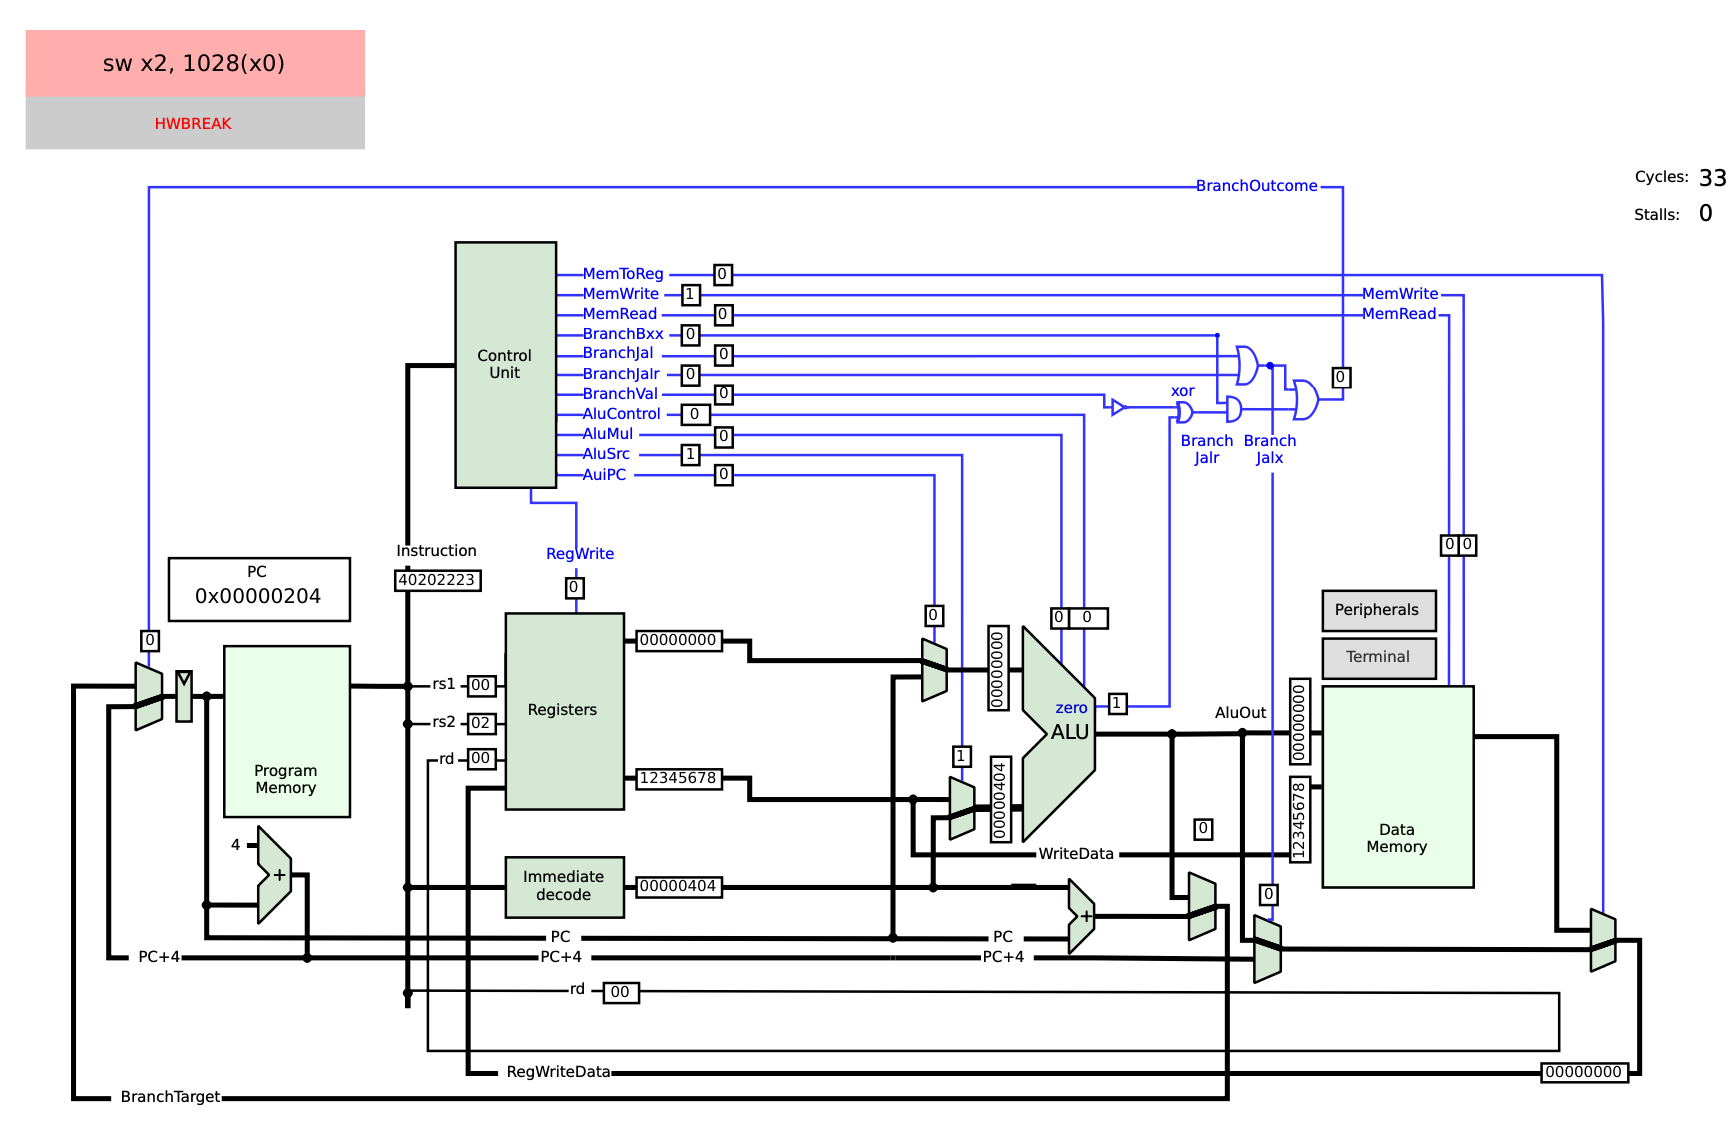 sw x2, 1028(x0)
HWBREAK
Cycles: 33
Stalls: 0
BranchOutcome
MemToReg 0
MemWrite 1 MemWrite
MemRead 0 MemRead
BranchBxx 0
BranchJal 0
BranchJalr 0
BranchVal 0
AluControl 0
AluMul 0
AluSrc 1
AuiPC 0
Control
Unit
0
xor
Branch
Jalr
Branch
Jalx
Instruction
40202223
RegWrite
0
PC
0x00000204
0
0 0
Peripherals
Terminal
0
0 0
00000000
00000000
rs1 00
rs2 02
rd 00
Registers
12345678
zero
1
ALU
AluOut
00000000
12345678
1
00000404
Program
Memory
Data
Memory
4
+
Immediate
decode
00000404
0
WriteData
0
+
PC
PC
PC+4
PC+4
PC+4
rd 00
RegWriteData
00000000
BranchTarget